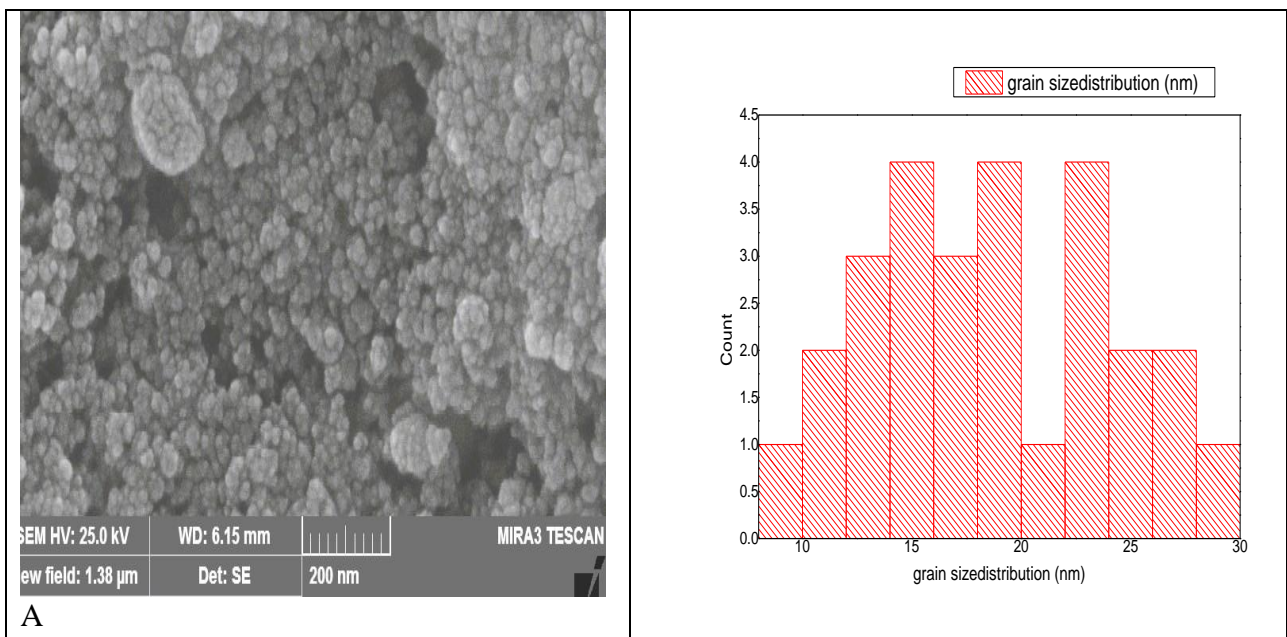 SEM HV: 25.0 kV
WD: 6.15 mm
MIRA3 TESCAN
ew field: 1.38 µm
Det: SE
200 nm
A
grain sizedistribution (nm)
4.5
4.0
3.5
3.0
2.5
2.0
1.5
1.0
0.5
0.0
Count
10
15
20
25
30
grain sizedistribution (nm)